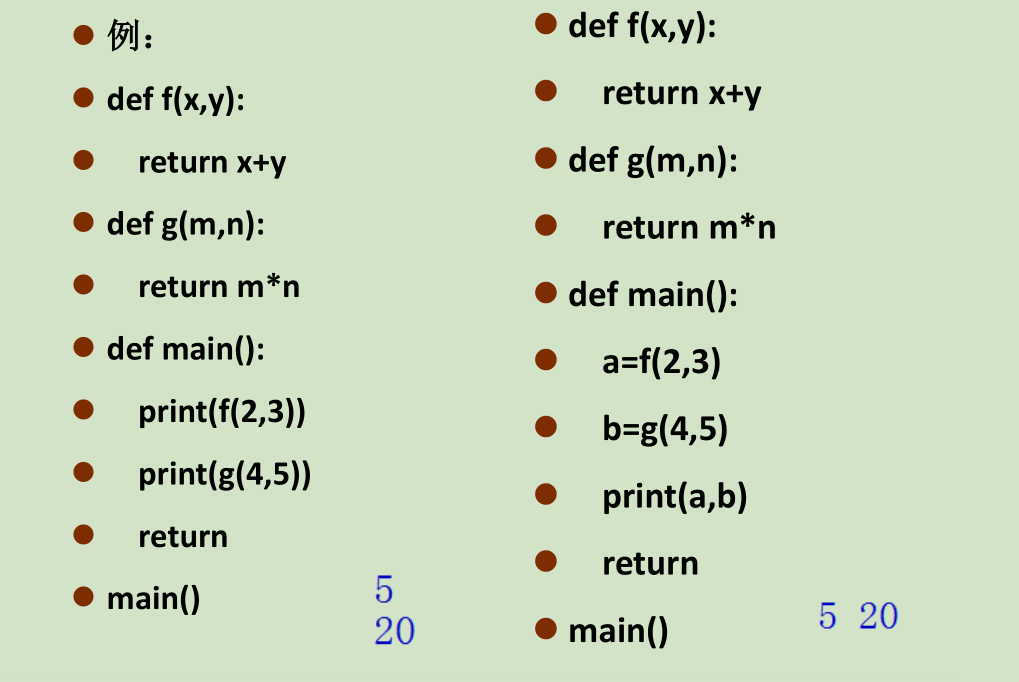 例：
def f(x,y):
return x+y
def g(m,n):
return m*n
def main():
print(f(2,3))
print(g(4,5))
return
main()
5
20
def f(x,y):
return x+y
def g(m,n):
return m*n
def main():
a=f(2,3)
b=g(4,5)
print(a,b)
return
main()
5 20